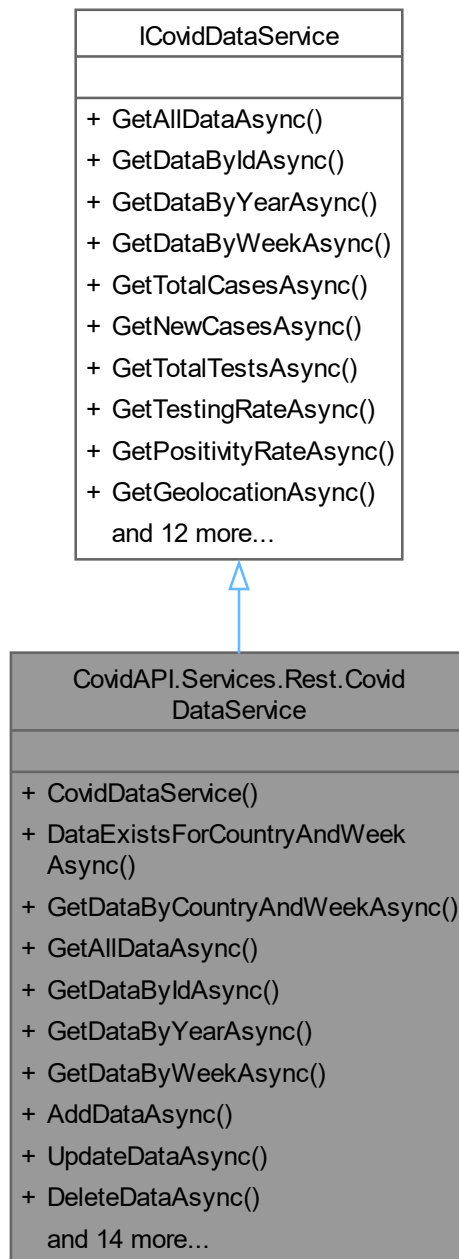 ICovidDataService
+ GetAllDataAsync()
+ GetDataByIdAsync()
+ GetDataByYearAsync()
+ GetDataByWeekAsync()
+ GetTotalCasesAsync()
+ GetNewCasesAsync()
+ GetTotalTestsAsync()
+ GetTestingRateAsync()
+ GetPositivityRateAsync()
+ GetGeolocationAsync()
and 12 more...
CovidAPI.Services.Rest.Covid
DataService
+ CovidDataService()
+ DataExistsForCountryAndWeek
Async()
+ GetDataByCountryAndWeekAsync()
+ GetAllDataAsync()
+ GetDataByIdAsync()
+ GetDataByYearAsync()
+ GetDataByWeekAsync()
+ AddDataAsync()
+ UpdateDataAsync()
+ DeleteDataAsync()
and 14 more...